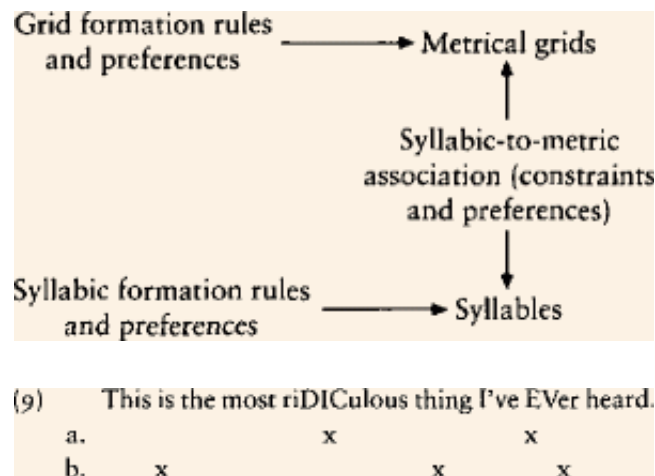 Grid formation rules
and preferences
Metrical grids
Syllabic-to-metric
association (constraints
and preferences)
Syllabic formation rules
and preferences
Syllables
(9) This is the most riDICulous thing I've EVer heard.
a. x x
b. x x x